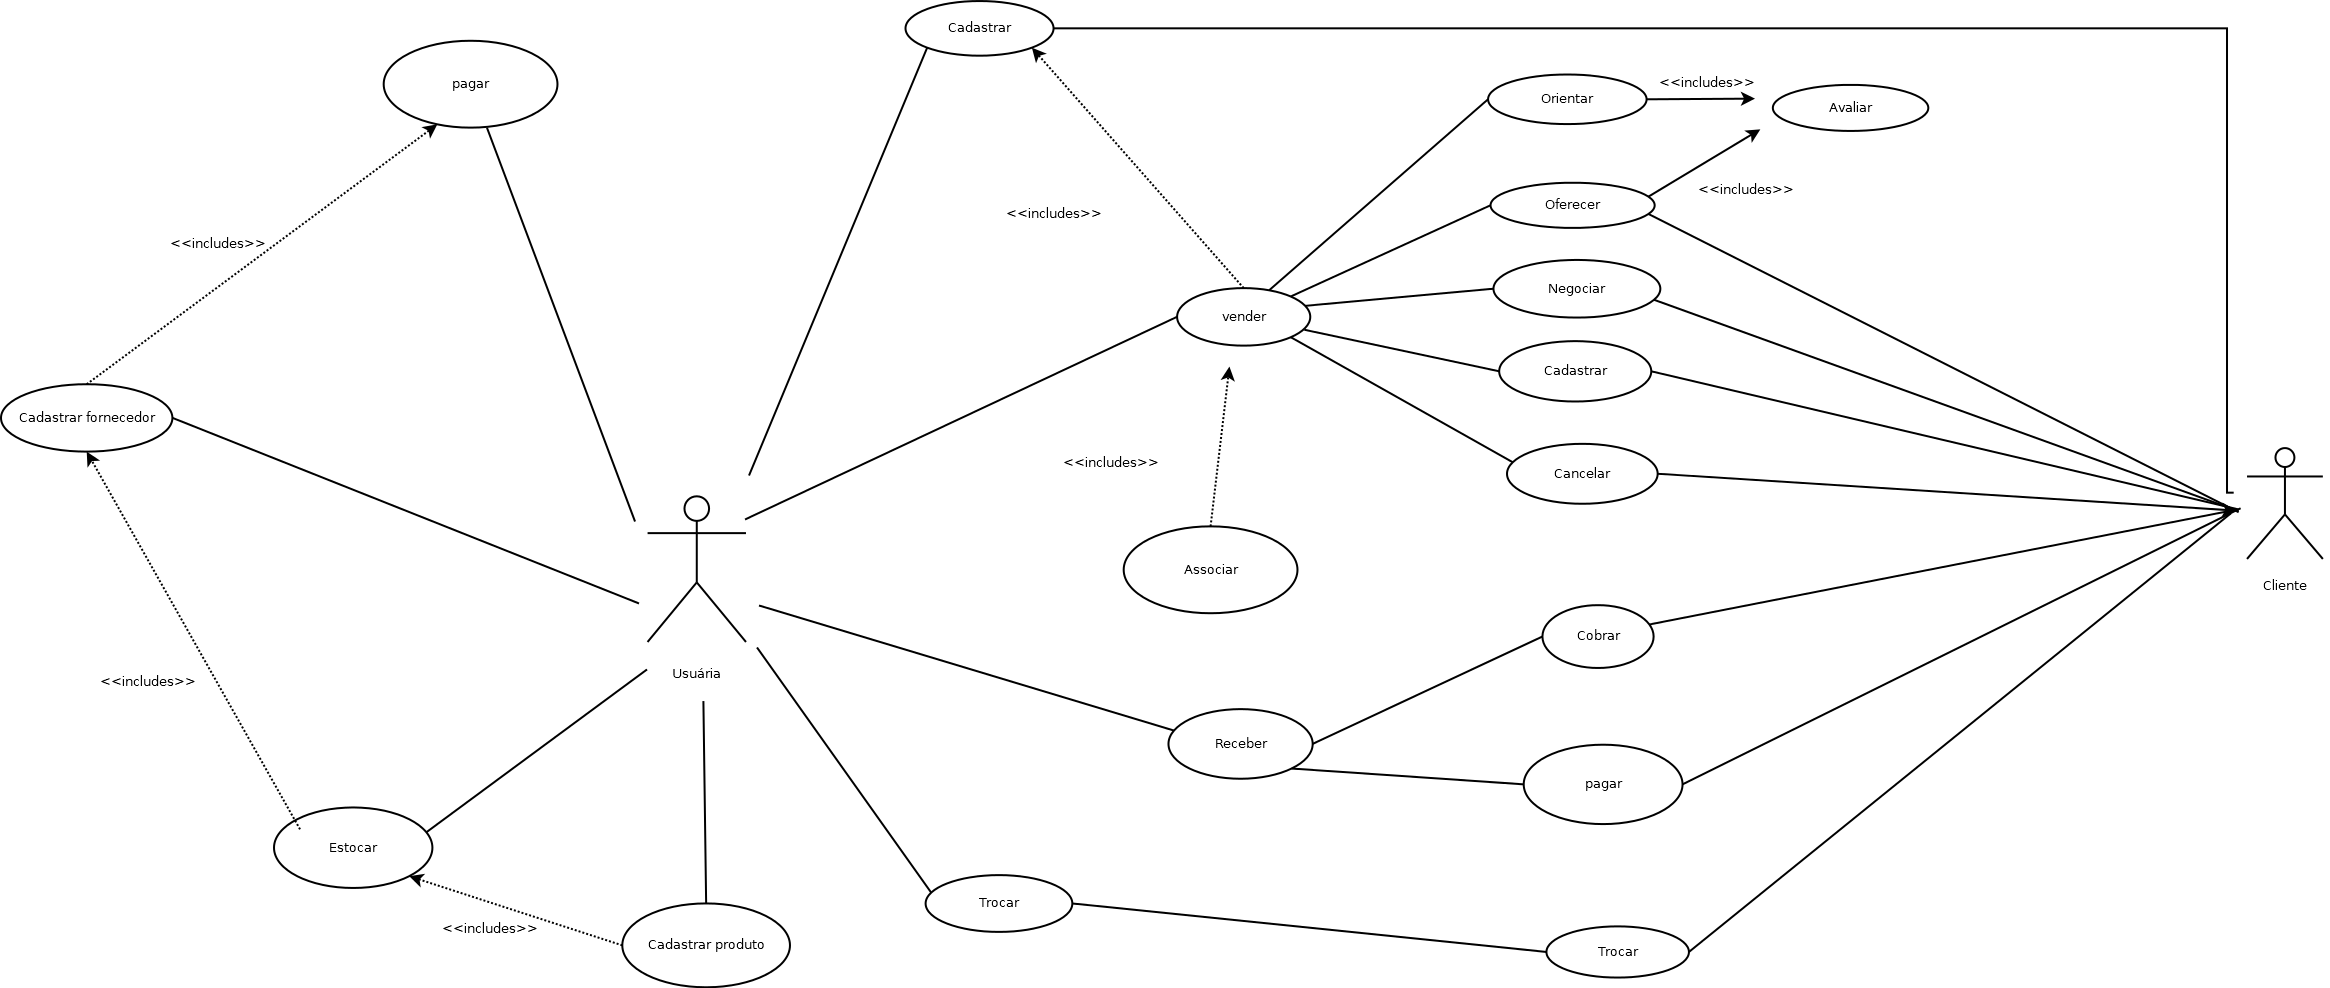 Cadastrar
pagar
<<includes>>
Orientar
Avaliar
<<includes>>
Oferecer
<<includes>>
<<includes>>
Negociar
vender
Cadastrar
Cadastrar fornecedor
<<includes>>
Cancelar
Associar
Cliente
Cobrar
Usuária
<<includes>>
Receber
pagar
Estocar
Trocar
<<includes>>
Cadastrar produto
Trocar